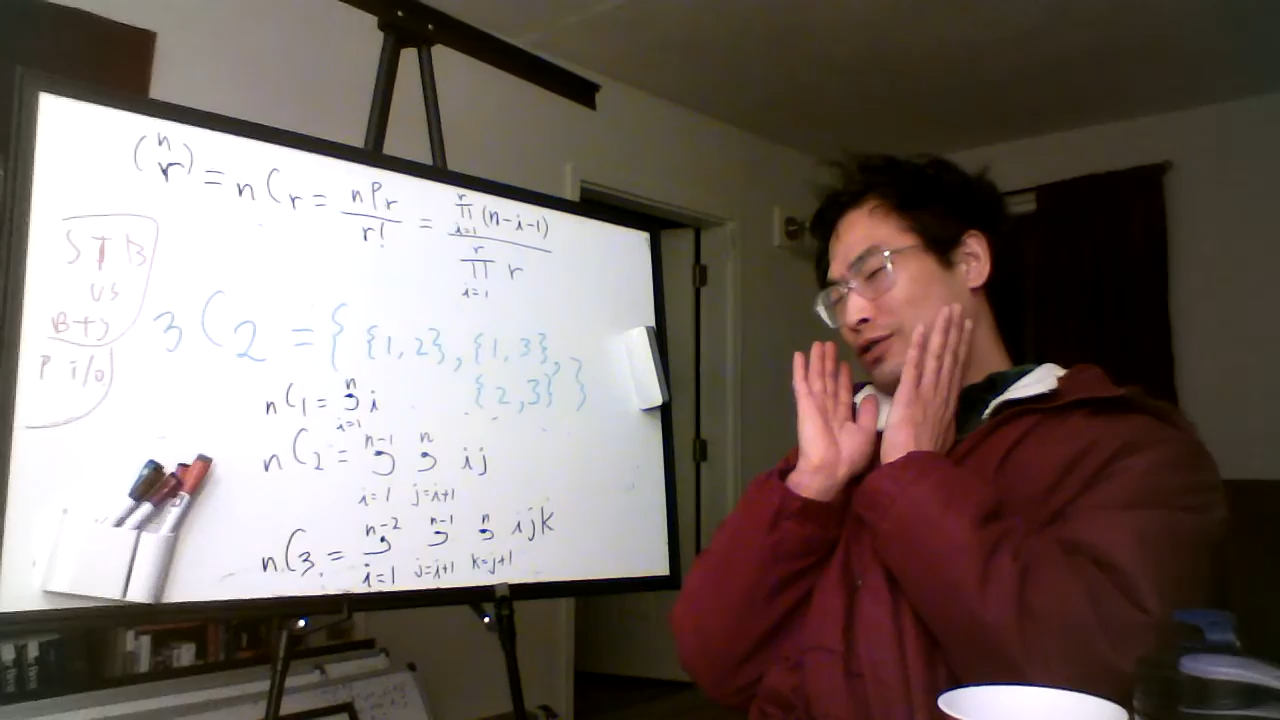 (n r) = nCr = nPr / r! = r π i=1 (n-i-1) / r π i=1 r
STB
vs
B+y
P i/o
3C2 = { {1,2}, {1,3},
{2,3} }
nC1 = n i=1 i
nC2 = n-1 i=1 n j=i+1 ij
nC3 = n-2 i=1 n-1 j=i+1 n k=j+1 ijk